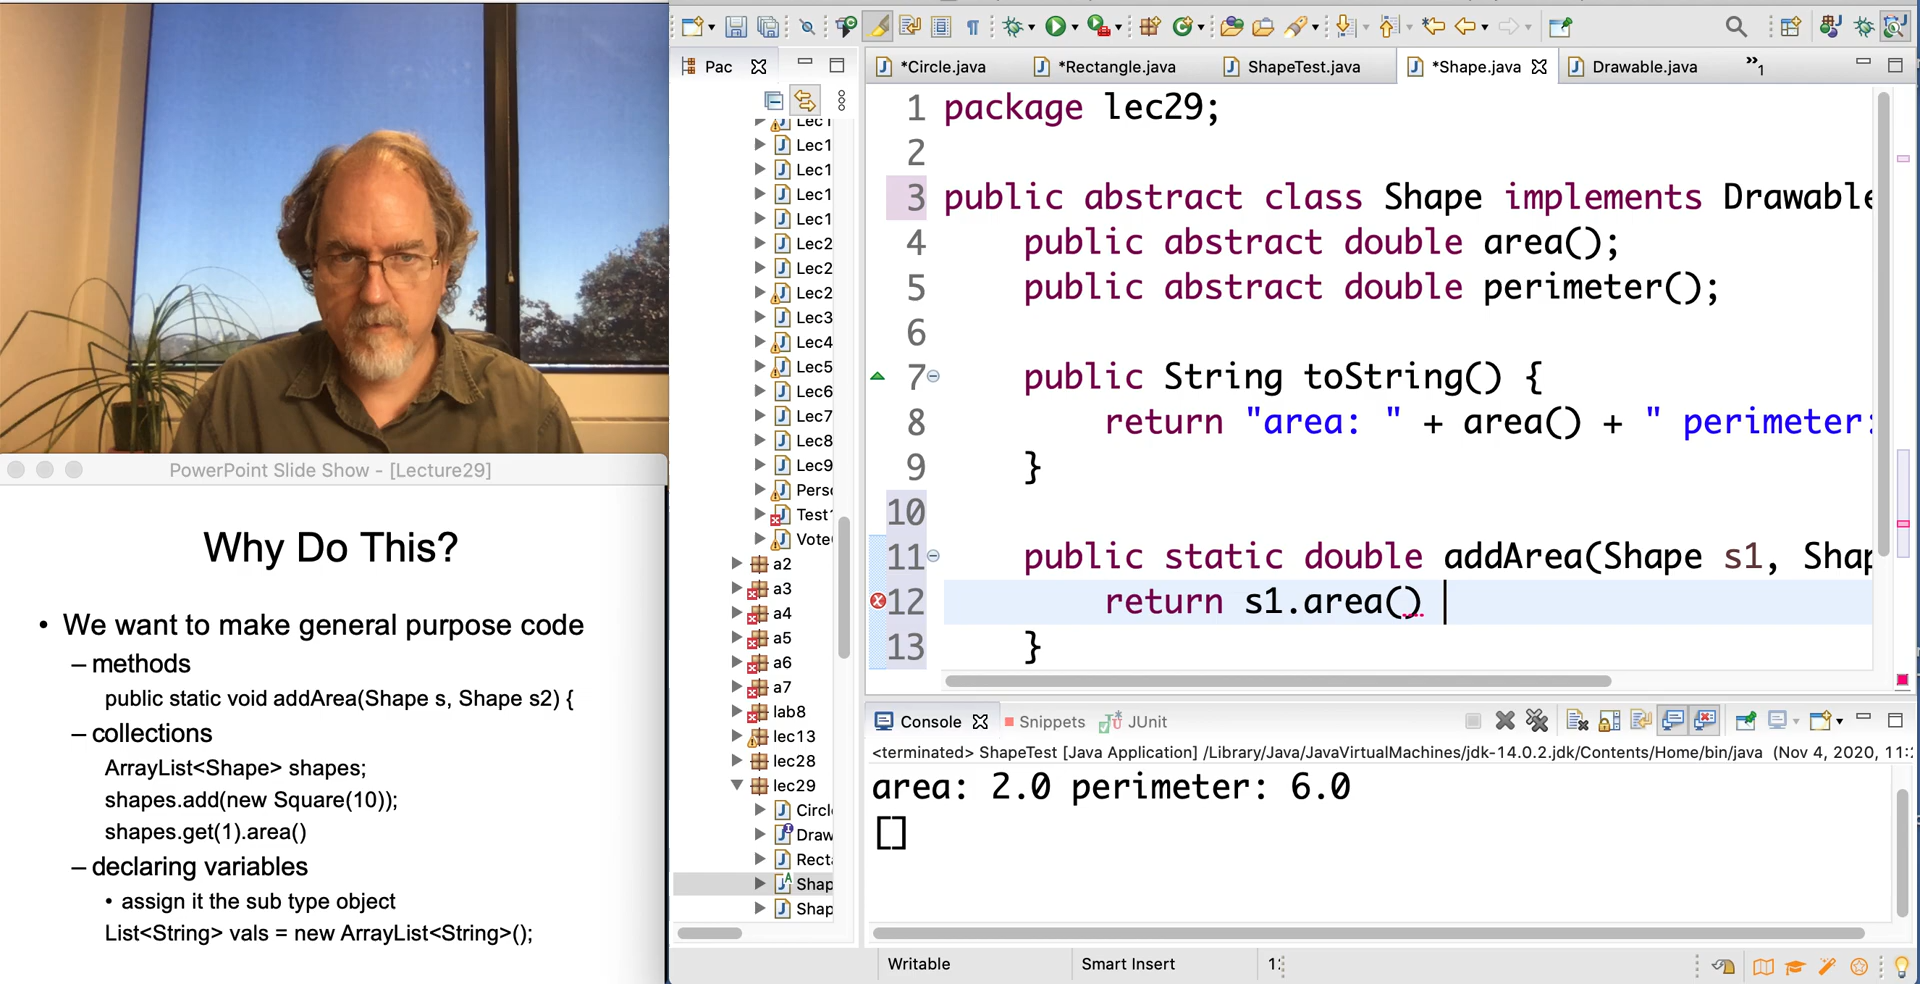 PowerPoint Slide Show - [Lecture29]
Why Do This?
• We want to make general purpose code
– methods
public static void addArea(Shape s, Shape s2) {
– collections
ArrayList<Shape> shapes;
shapes.add(new Square(10));
shapes.get(1).area()
– declaring variables
• assign it the sub type object
List<String> vals = new ArrayList<String>();
Pac
Lec1
Lec1
Lec1
Lec1
Lec1
Lec2
Lec2
Lec2
Lec3
Lec4
Lec5
Lec6
Lec7
Lec8
Lec9
Perso
Test1
Vote
a2
a3
a4
a5
a6
a7
lab8
lec13
lec28
lec29
Circl
Draw
Recta
Shap
Shap
*Circle.java *Rectangle.java ShapeTest.java *Shape.java Drawable.java »1
1 package lec29;
2
3 public abstract class Shape implements Drawable
4 public abstract double area();
5 public abstract double perimeter();
6
7 public String toString() {
8 return "area: " + area() + " perimeter:
9 }
10
11 public static double addArea(Shape s1, Shap
12 return s1.area()
13 }
Console Snippets JUnit
<terminated> ShapeTest [Java Application] /Library/Java/JavaVirtualMachines/jdk-14.0.2.jdk/Contents/Home/bin/java (Nov 4, 2020, 11:
area: 2.0 perimeter: 6.0
[]
Writable Smart Insert 1